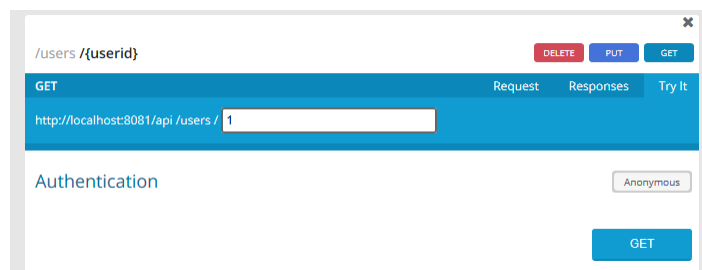 ✖
/users /{userid} DELETE PUT GET
GET Request Responses Try It
http://localhost:8081/api /users / 1
Authentication Anonymous
GET